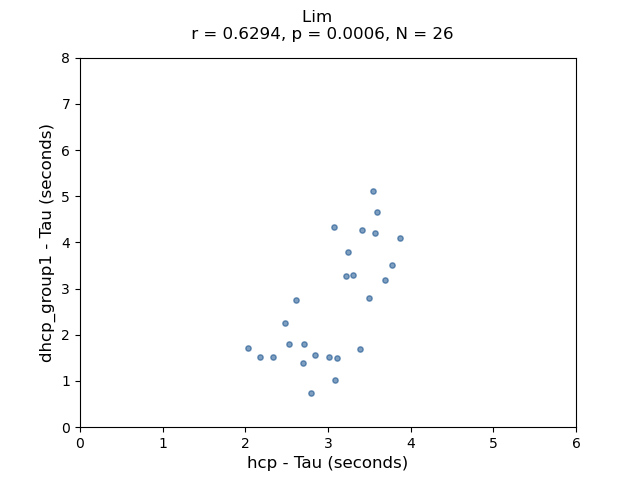 Lim
r = 0.6294, p = 0.0006, N = 26
8
7
6
5
4
3
2
1
0
dhcp_group1 - Tau (seconds)
0 1 2 3 4 5 6
hcp - Tau (seconds)